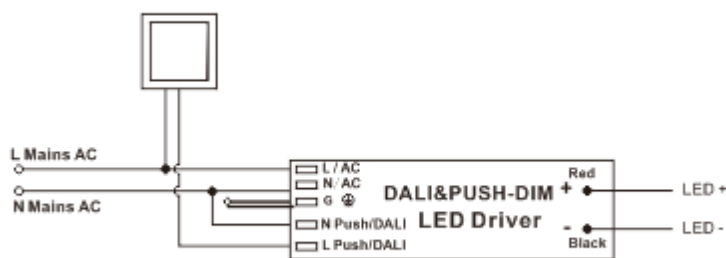 L Mains AC
N Mains AC
L / AC
N/ AC
G ⏚
N Push/DALI
L Push/DALI
DALI&PUSH-DIM
LED Driver
Red
+
-
Black
LED +
LED -